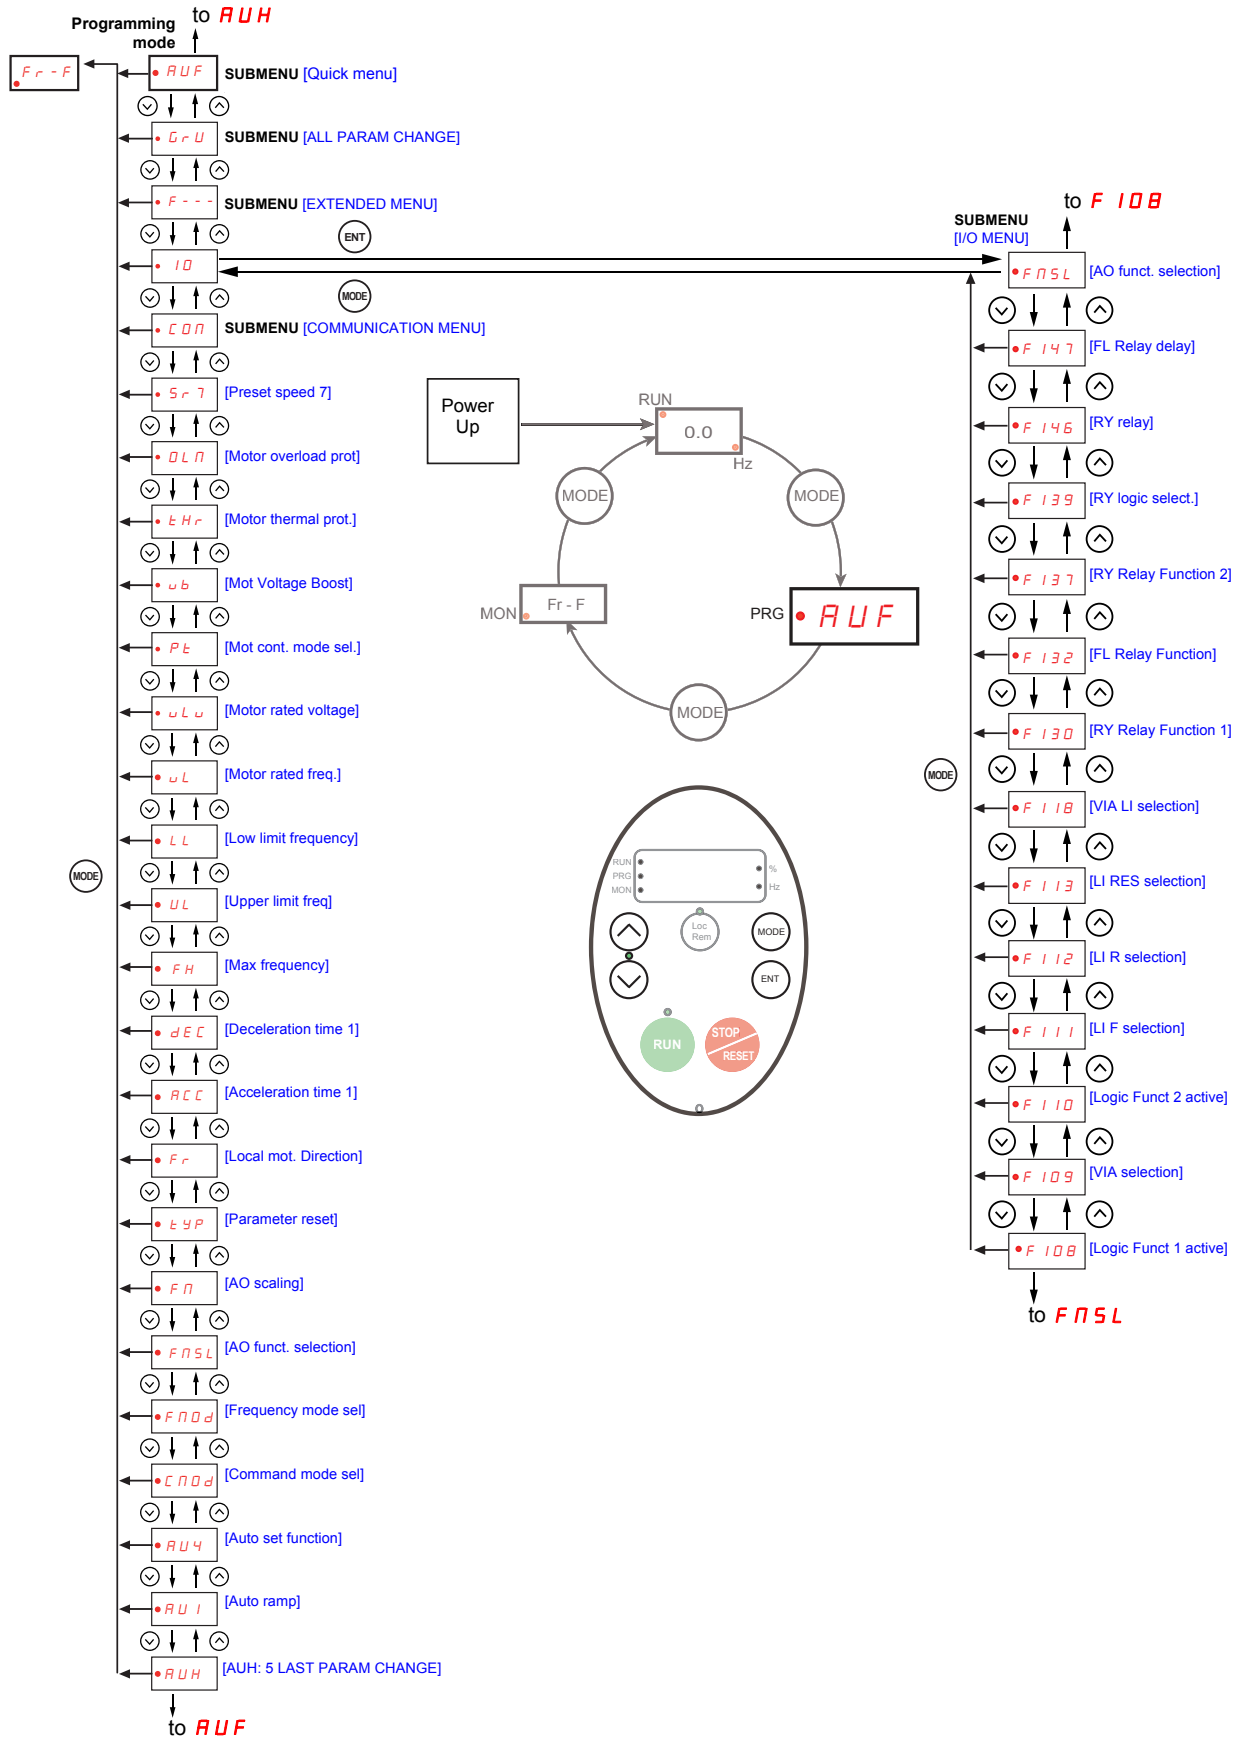 to AUH
Programming
mode
Fr-F
AUF
SUBMENU [Quick menu]
GrU
SUBMENU [ALL PARAM CHANGE]
F---
SUBMENU [EXTENDED MENU]
ENT
IO
MODE
COM
SUBMENU [COMMUNICATION MENU]
Sr7
[Preset speed 7]
OLM
[Motor overload prot]
tHr
[Motor thermal prot.]
ub
[Mot Voltage Boost]
Pt
[Mot cont. mode sel.]
uLu
[Motor rated voltage]
uL
[Motor rated freq.]
LL
[Low limit frequency]
MODE
UL
[Upper limit freq]
FH
[Max frequency]
dEC
[Deceleration time 1]
ACC
[Acceleration time 1]
Fr
[Local mot. Direction]
tYP
[Parameter reset]
FM
[AO scaling]
FMSL
[AO funct. selection]
FMOd
[Frequency mode sel]
CMOd
[Command mode sel]
AU4
[Auto set function]
AU1
[Auto ramp]
AUH
[AUH: 5 LAST PARAM CHANGE]
to AUF
Power
Up
RUN
0.0
Hz
MODE
MODE
MON
Fr - F
PRG
AUF
MODE
RUN
PRG
MON
%
Hz
Loc
Rem
MODE
ENT
RUN
STOP
RESET
to F108
SUBMENU
[I/O MENU]
FMSL
[AO funct. selection]
F147
[FL Relay delay]
F146
[RY relay]
F139
[RY logic select.]
F137
[RY Relay Function 2]
F132
[FL Relay Function]
F130
[RY Relay Function 1]
MODE
F118
[VIA LI selection]
F113
[LI RES selection]
F112
[LI R selection]
F111
[LI F selection]
F110
[Logic Funct 2 active]
F109
[VIA selection]
F108
[Logic Funct 1 active]
to FMSL